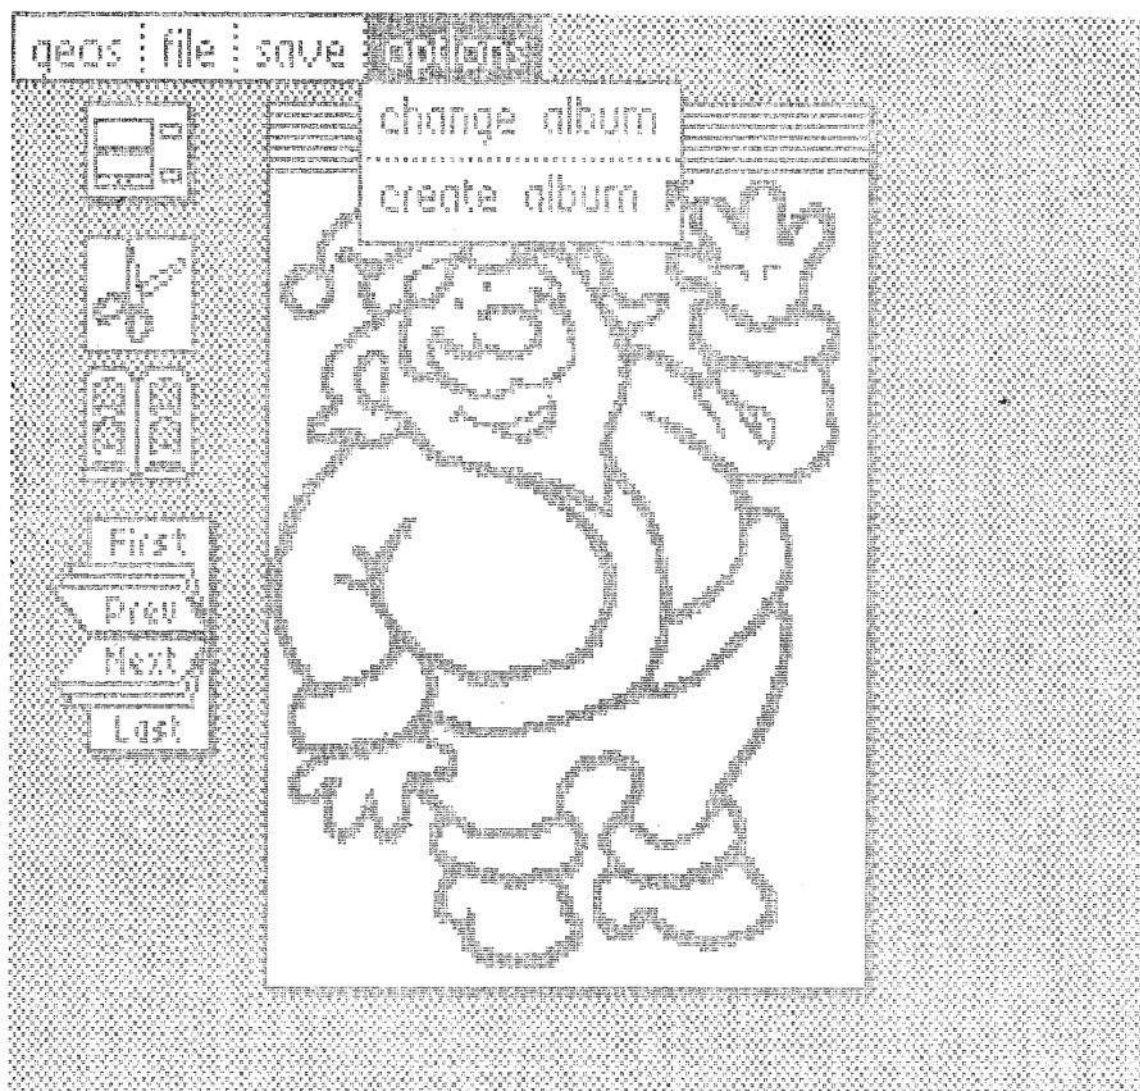 geos file save options
change album
create album
First
Prev
Next
Last